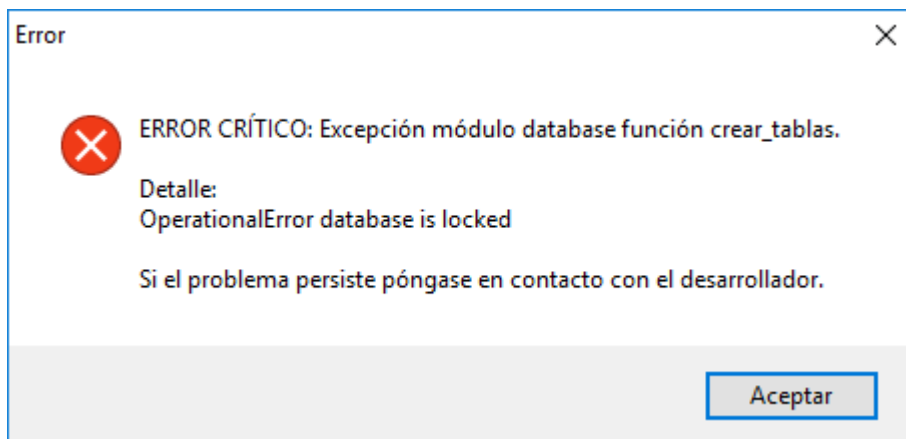 Error
ERROR CRÍTICO: Excepción módulo database función crear_tablas.
Detalle:
OperationalError database is locked
Si el problema persiste póngase en contacto con el desarrollador.
Aceptar